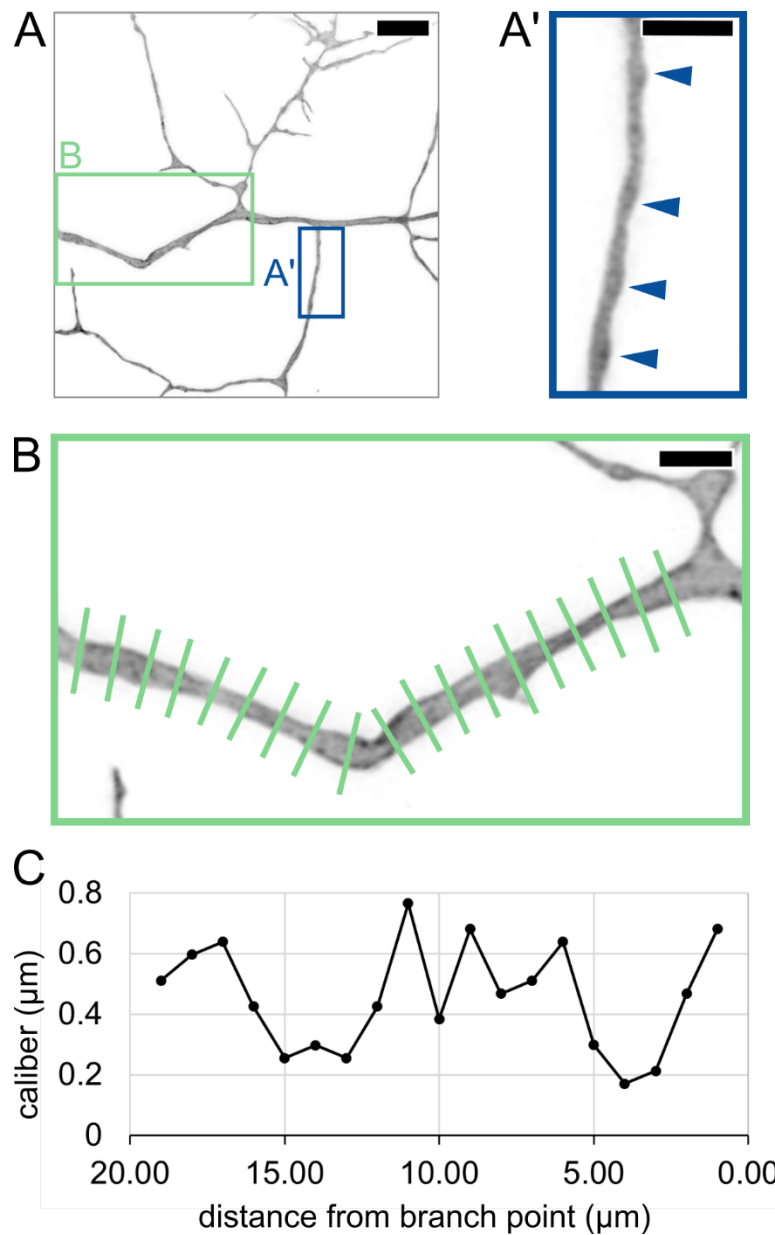 A
B
A'
A'
B
C
0.8
0.6
0.4
0.2
0
caliber (µm)
20.00 15.00 10.00 5.00 0.00
distance from branch point (µm)